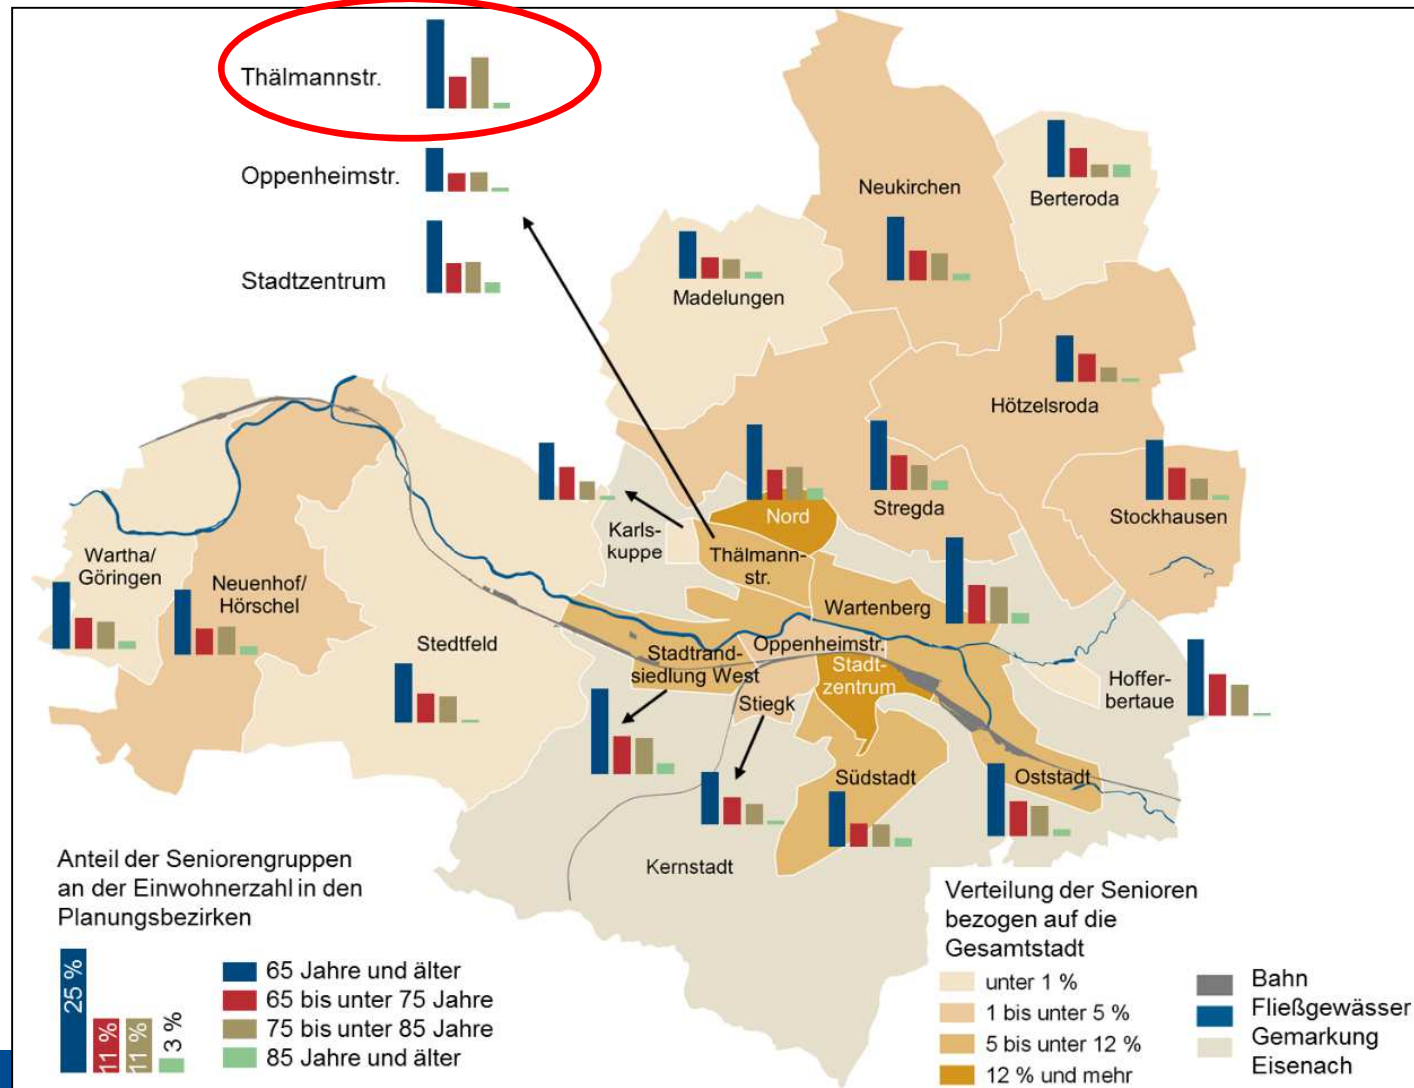 Thälmannstr.
Oppenheimstr.
Stadtzentrum
Neukirchen
Berteroda
Madelungen
Hötzelsroda
Stregda
Stockhausen
Nord
Karls-
kuppe
Thälmann-
str.
Wartha/
Göringen
Neuenhof/
Hörschel
Stedtfeld
Wartenberg
Stadtrand-
siedlung West
Oppenheimstr.
Stadt-
zentrum
Stiegk
Hoffer-
bertaue
Südstadt
Oststadt
Kernstadt
Anteil der Seniorengruppen
an der Einwohnerzahl in den
Planungsbezirken
25 %
11 %
11 %
3 %
65 Jahre und älter
65 bis unter 75 Jahre
75 bis unter 85 Jahre
85 Jahre und älter
Verteilung der Senioren
bezogen auf die
Gesamtstadt
unter 1 %
1 bis unter 5 %
5 bis unter 12 %
12 % und mehr
Bahn
Fließgewässer
Gemarkung
Eisenach